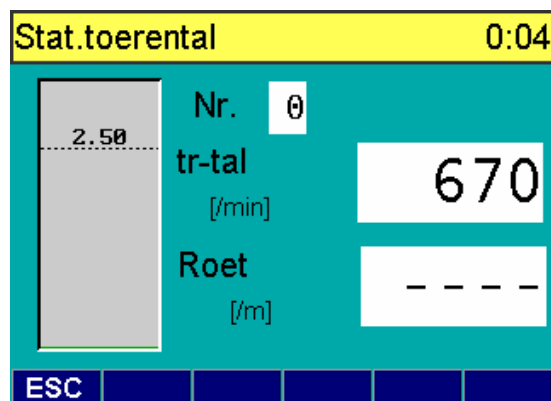 Stat.toerental 0:04
Nr. 0
2.50
tr-tal 670
[/min]
Roet ----
[/m]
ESC